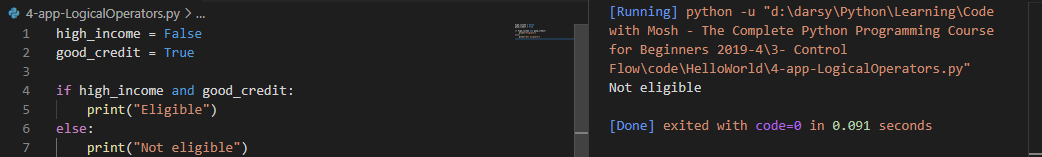 4-app-LogicalOperators.py > ...
1 high_income = False
2 good_credit = True
3
4 if high_income and good_credit:
5     print("Eligible")
6 else:
7     print("Not eligible")
[Running] python -u "d:\darsy\Python\Learning\Code
with Mosh - The Complete Python Programming Course
for Beginners 2019-4\3- Control
Flow\code\HelloWorld\4-app-LogicalOperators.py"
Not eligible
[Done] exited with code=0 in 0.091 seconds